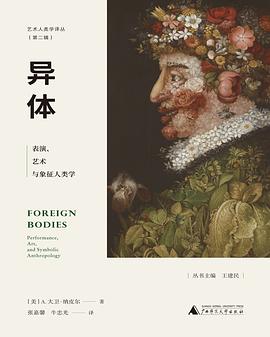 艺术人类学译丛
（第二辑）
异体
表演、
艺术
与象征人类学
FOREIGN
BODIES
Performance,
Art,
and Symbolic
Anthropology
丛书主编 王建民
［美］A. 大卫·纳皮尔 著
张嘉馨 牛忠光 译
广西师范大学出版社